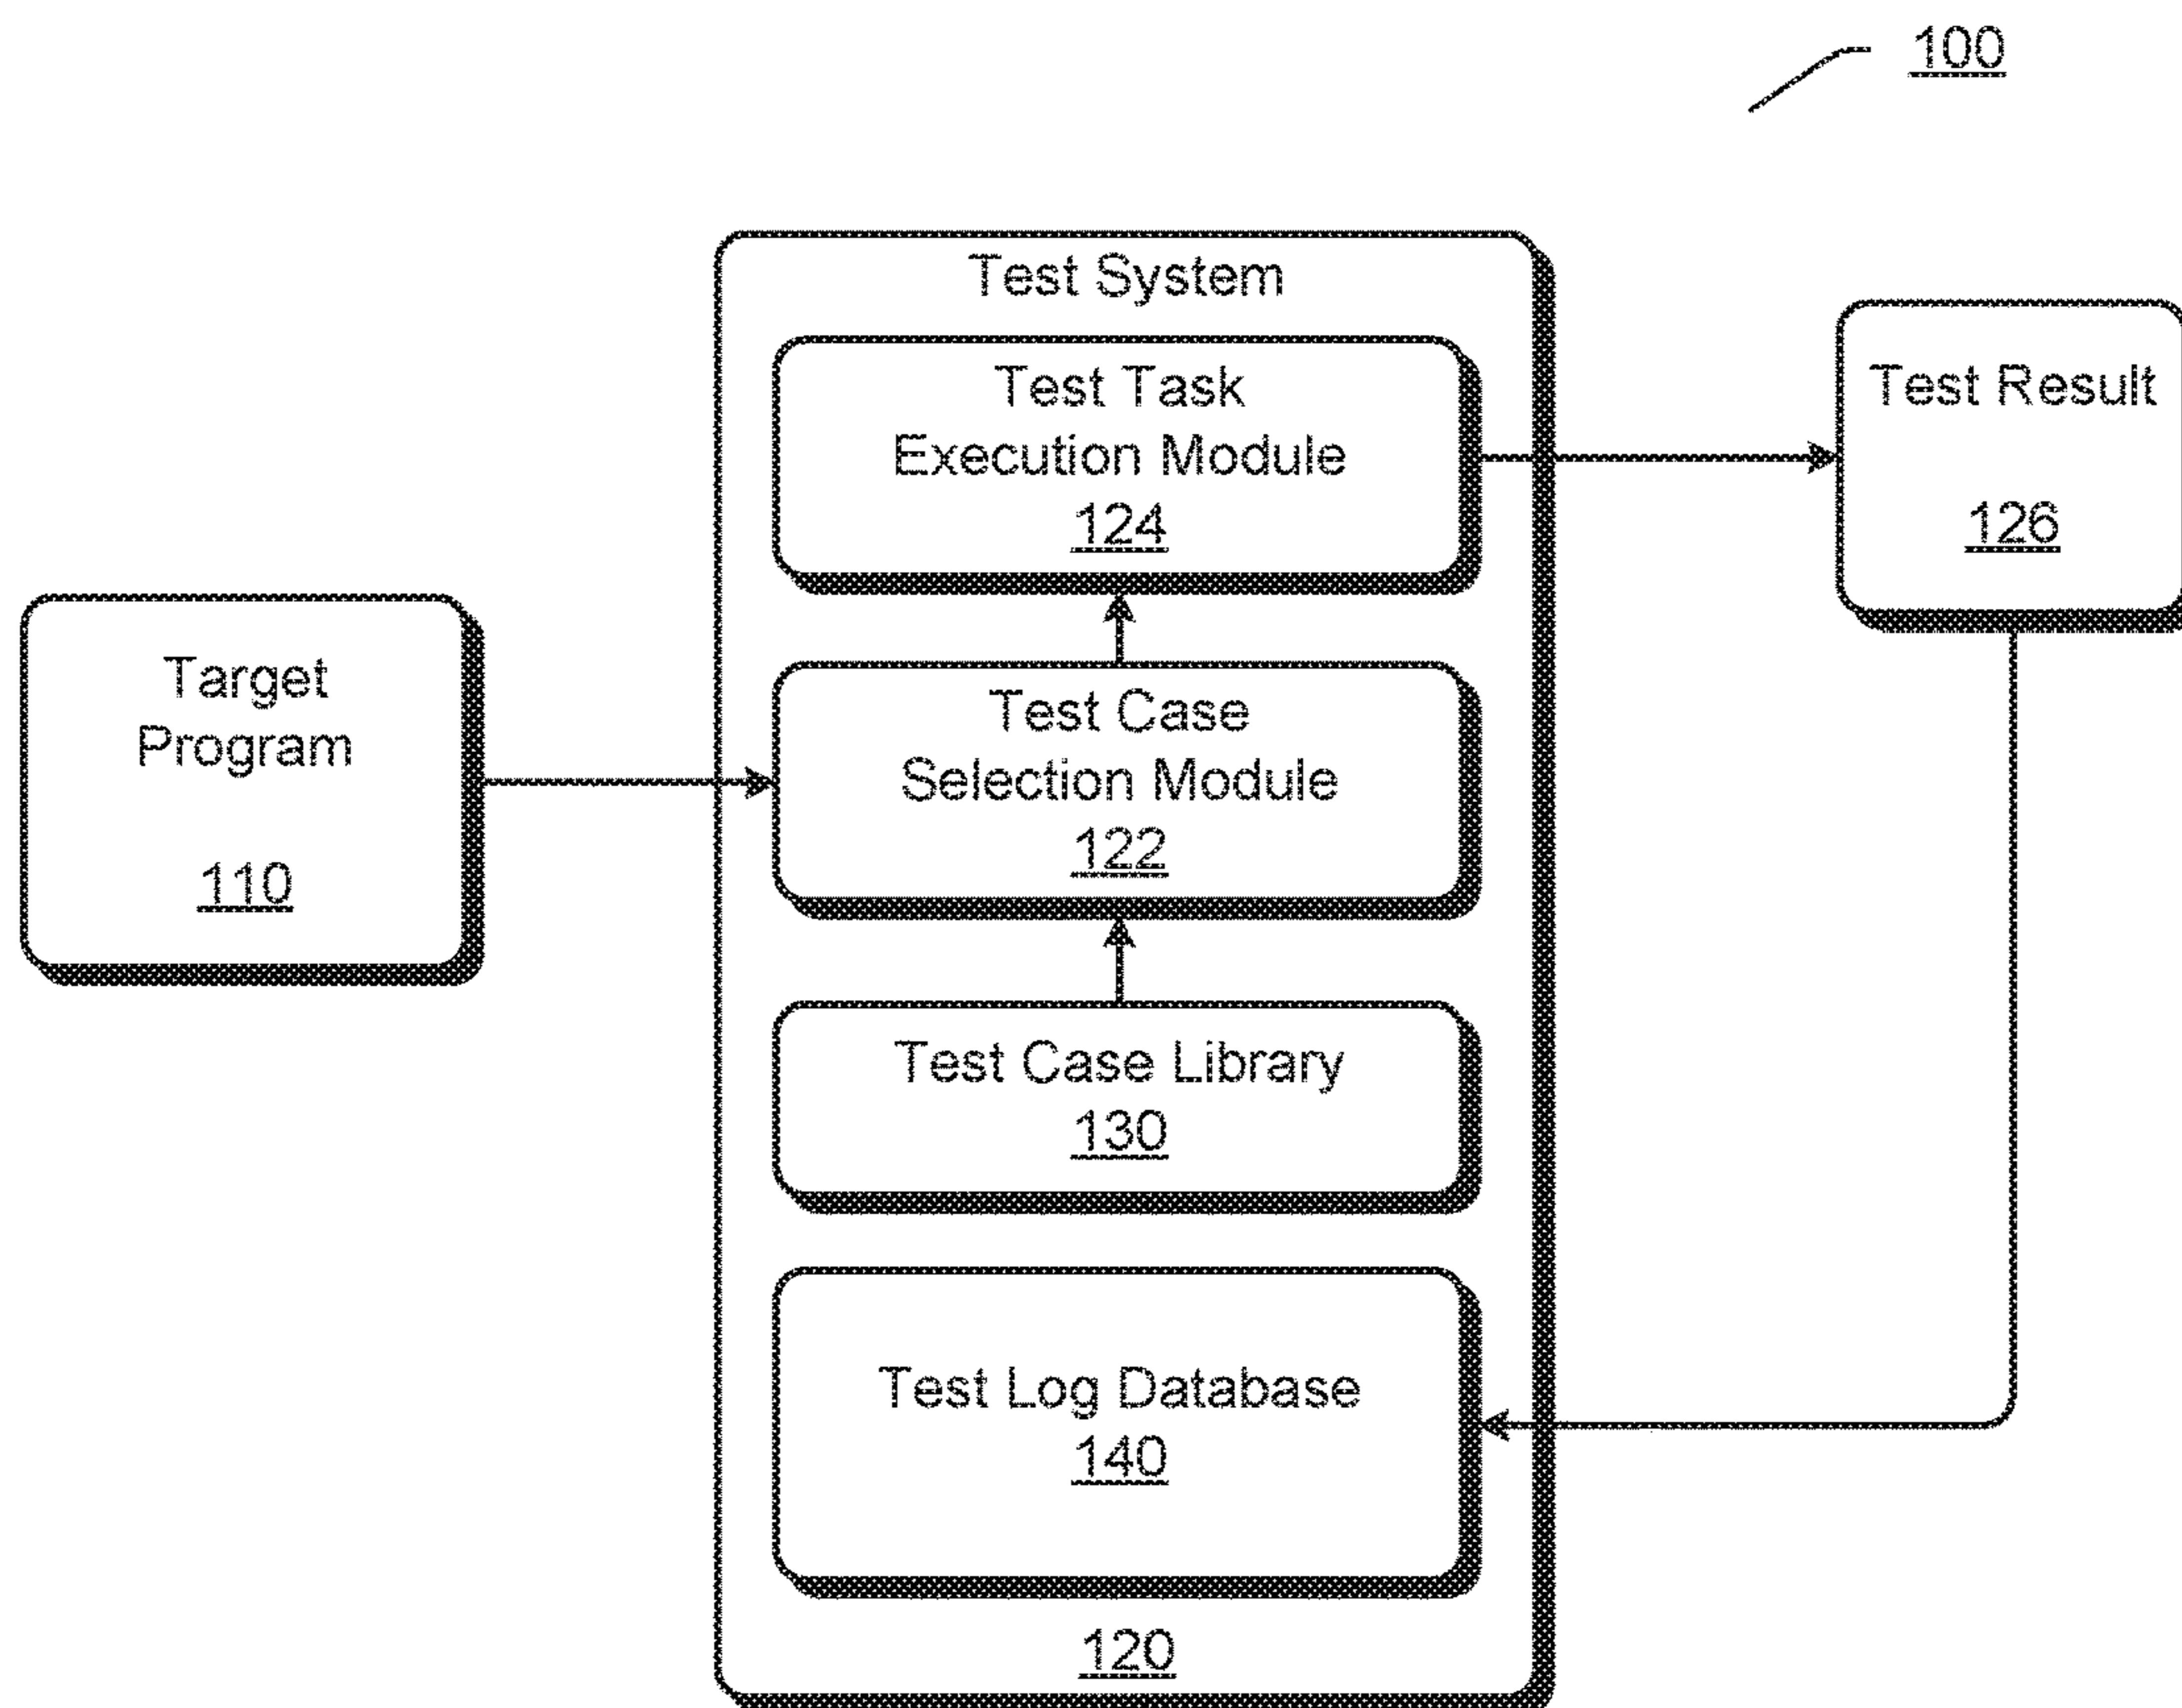 100
Test System
Test Task
Execution Module
124
Test Result
126
Target
Program
110
Test Case
Selection Module
122
Test Case Library
130
Test Log Database
140
120